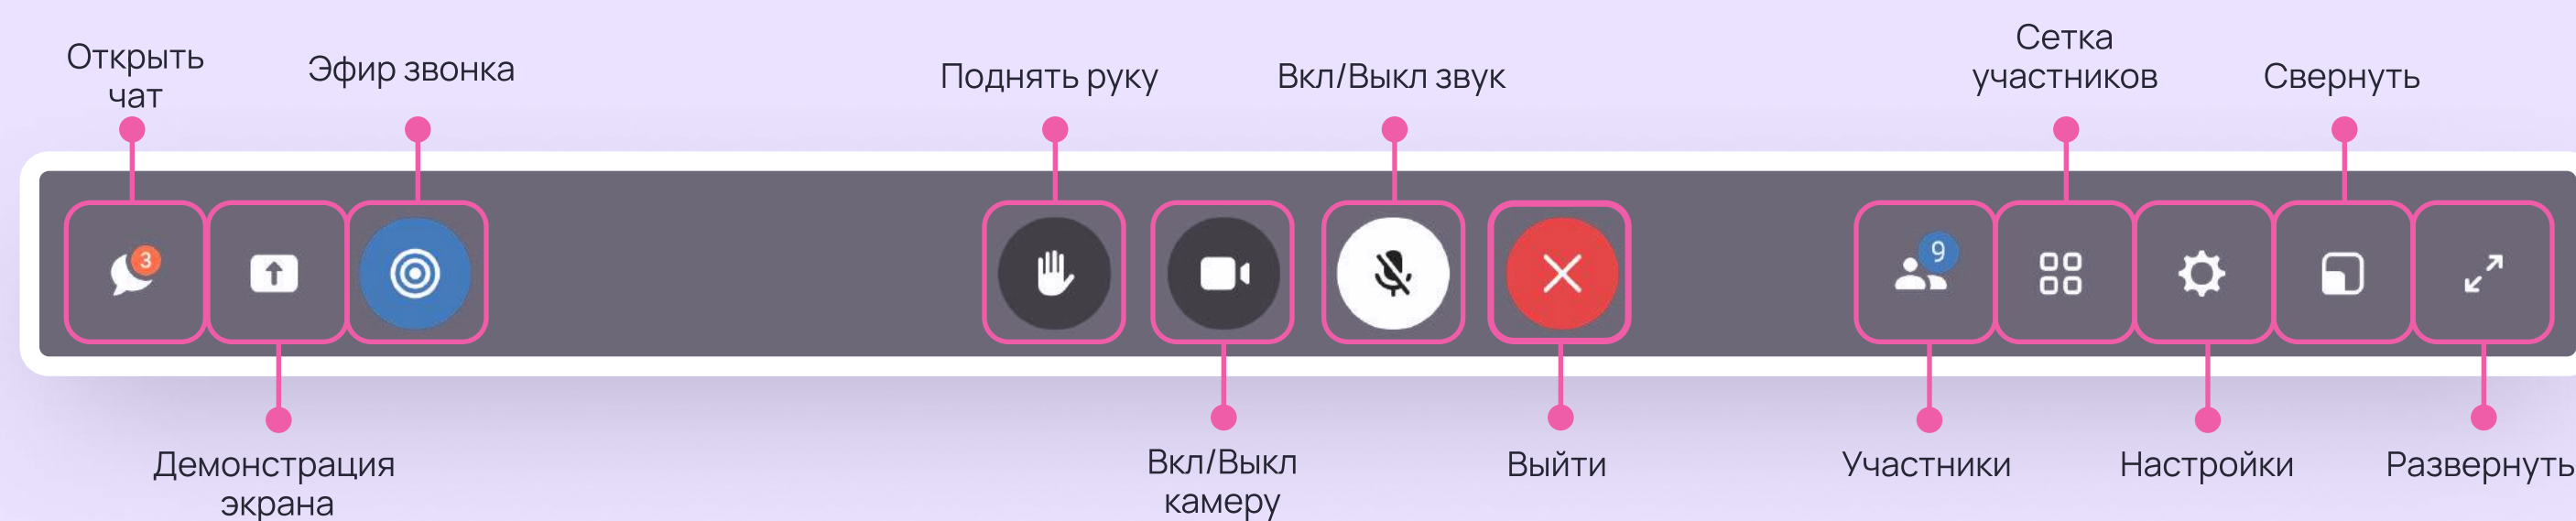 Открыть
чат
Эфир звонка
Поднять руку
Вкл/Выкл звук
Сетка
участников
Свернуть
3
9
Демонстрация
экрана
Вкл/Выкл
камеру
Выйти
Участники
Настройки
Развернуть